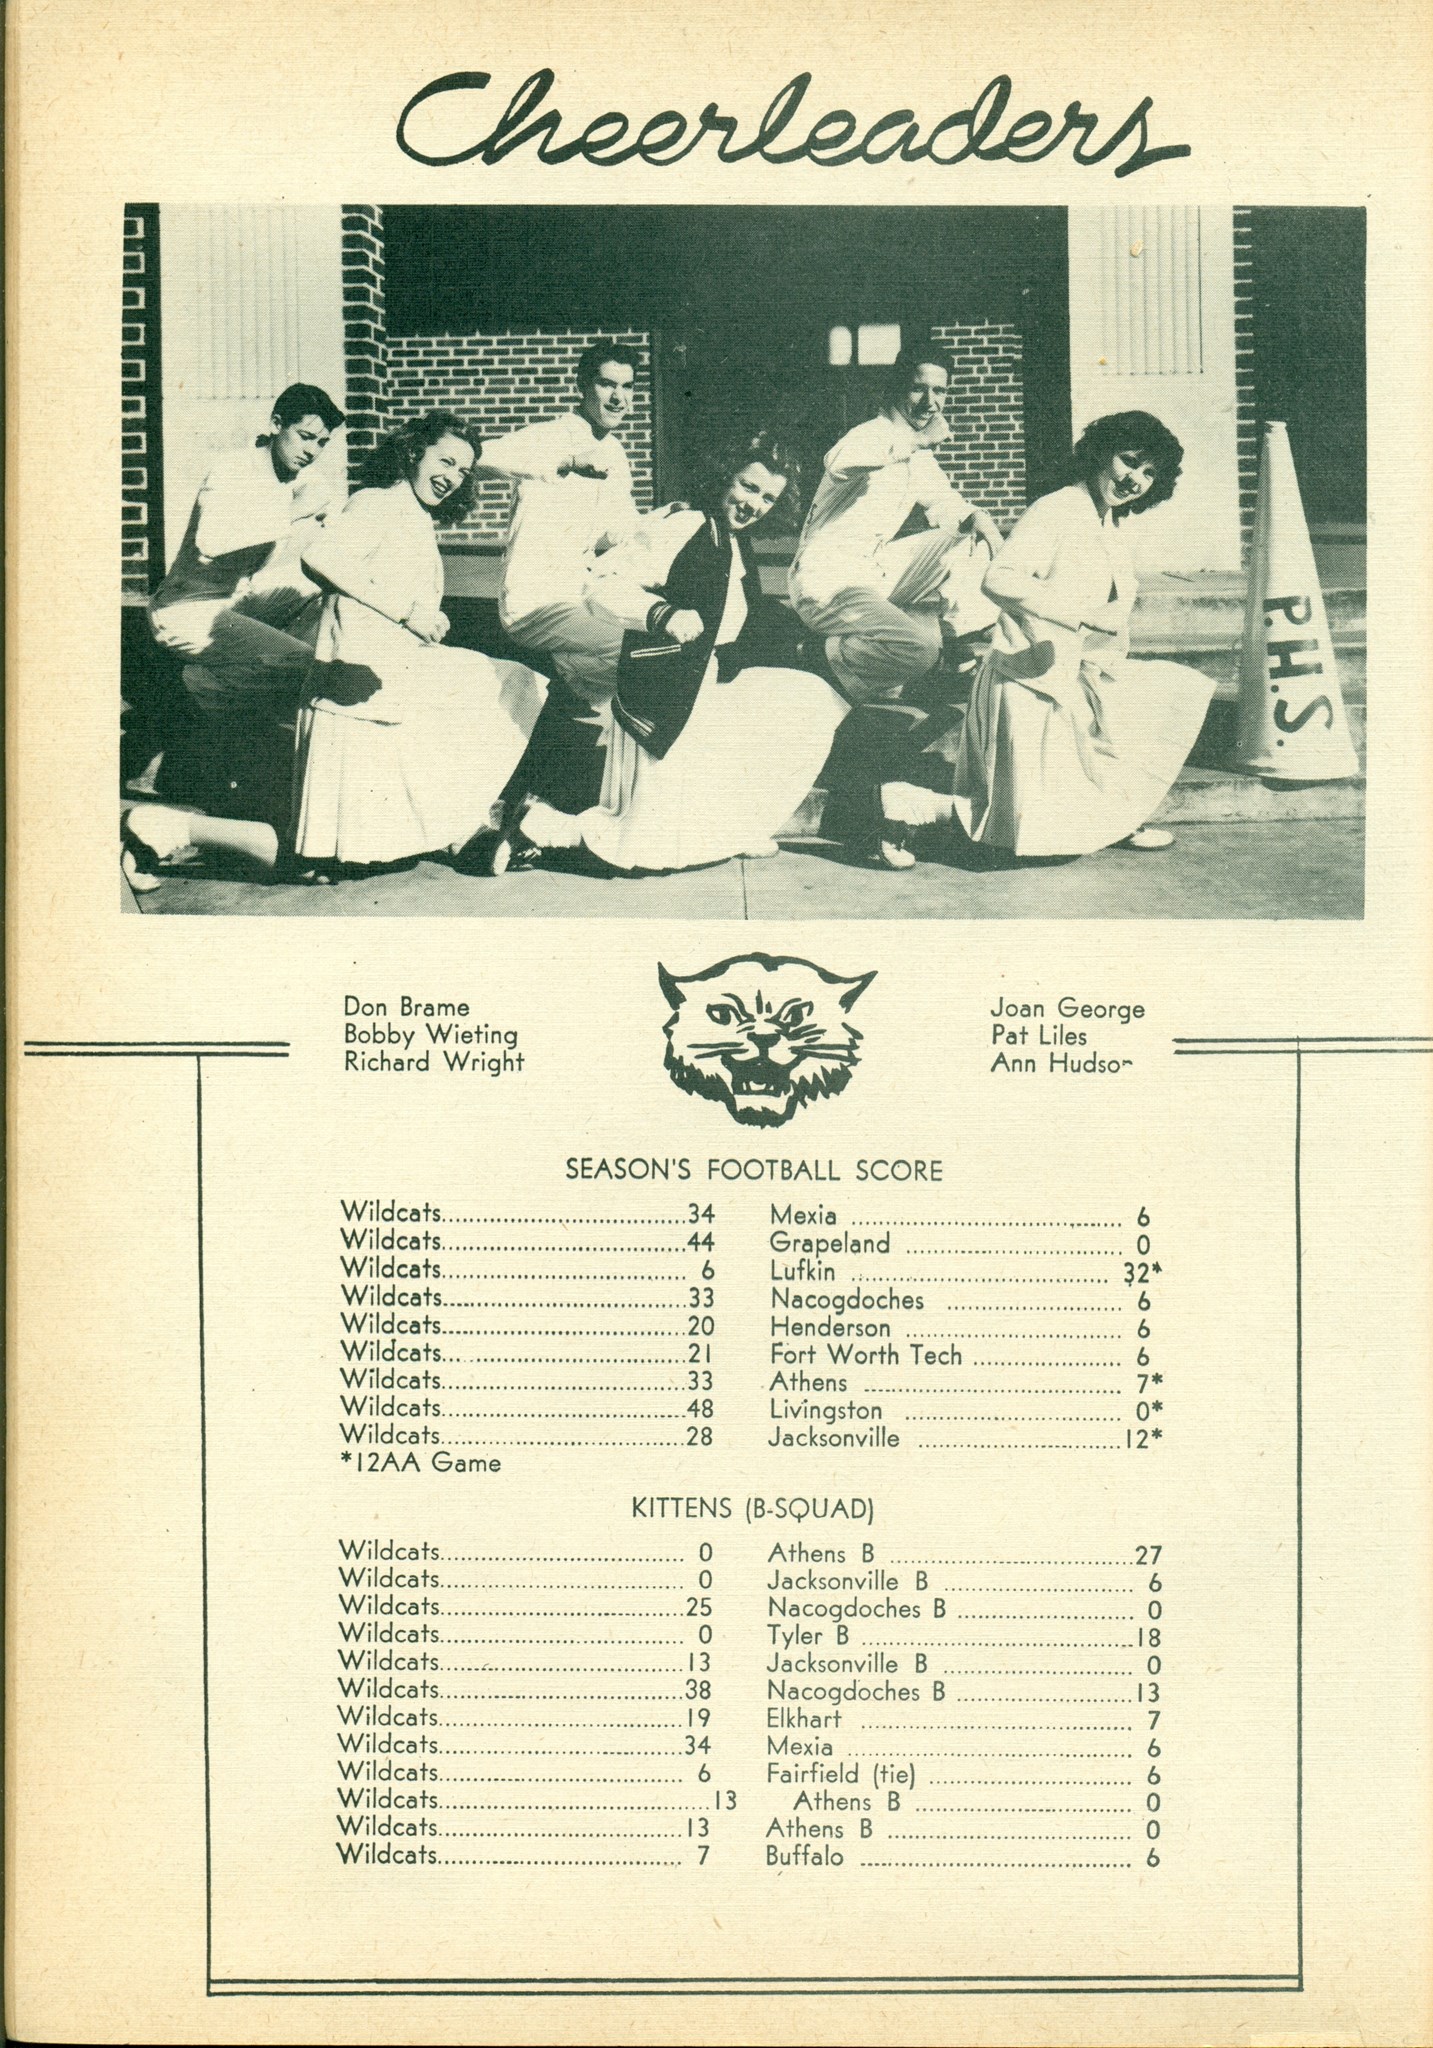 Cheerleaders
P.H.S.
Don Brame
Bobby Wieting
Richard Wright
Joan George
Pat Liles
Ann Hudson
SEASON'S FOOTBALL SCORE
Wildcats....................................34 Mexia ........................................ 6
Wildcats....................................44 Grapeland ................................ 0
Wildcats.................................... 6 Lufkin ...................................... 32*
Wildcats....................................33 Nacogdoches .......................... 6
Wildcats....................................20 Henderson ................................ 6
Wildcats....................................21 Fort Worth Tech ...................... 6
Wildcats....................................33 Athens ...................................... 7*
Wildcats....................................48 Livingston ................................ 0*
Wildcats....................................28 Jacksonville ..............................12*
*12AA Game
KITTENS (B-SQUAD)
Wildcats.................................... 0 Athens B ....................................27
Wildcats.................................... 0 Jacksonville B ............................ 6
Wildcats....................................25 Nacogdoches B .......................... 0
Wildcats.................................... 0 Tyler B ........................................18
Wildcats....................................13 Jacksonville B ............................ 0
Wildcats....................................38 Nacogdoches B ..........................13
Wildcats....................................19 Elkhart ........................................ 7
Wildcats....................................34 Mexia .......................................... 6
Wildcats.................................... 6 Fairfield (tie) .............................. 6
Wildcats........................................13 Athens B ................................ 0
Wildcats....................................13 Athens B .................................... 0
Wildcats.................................... 7 Buffalo ........................................ 6